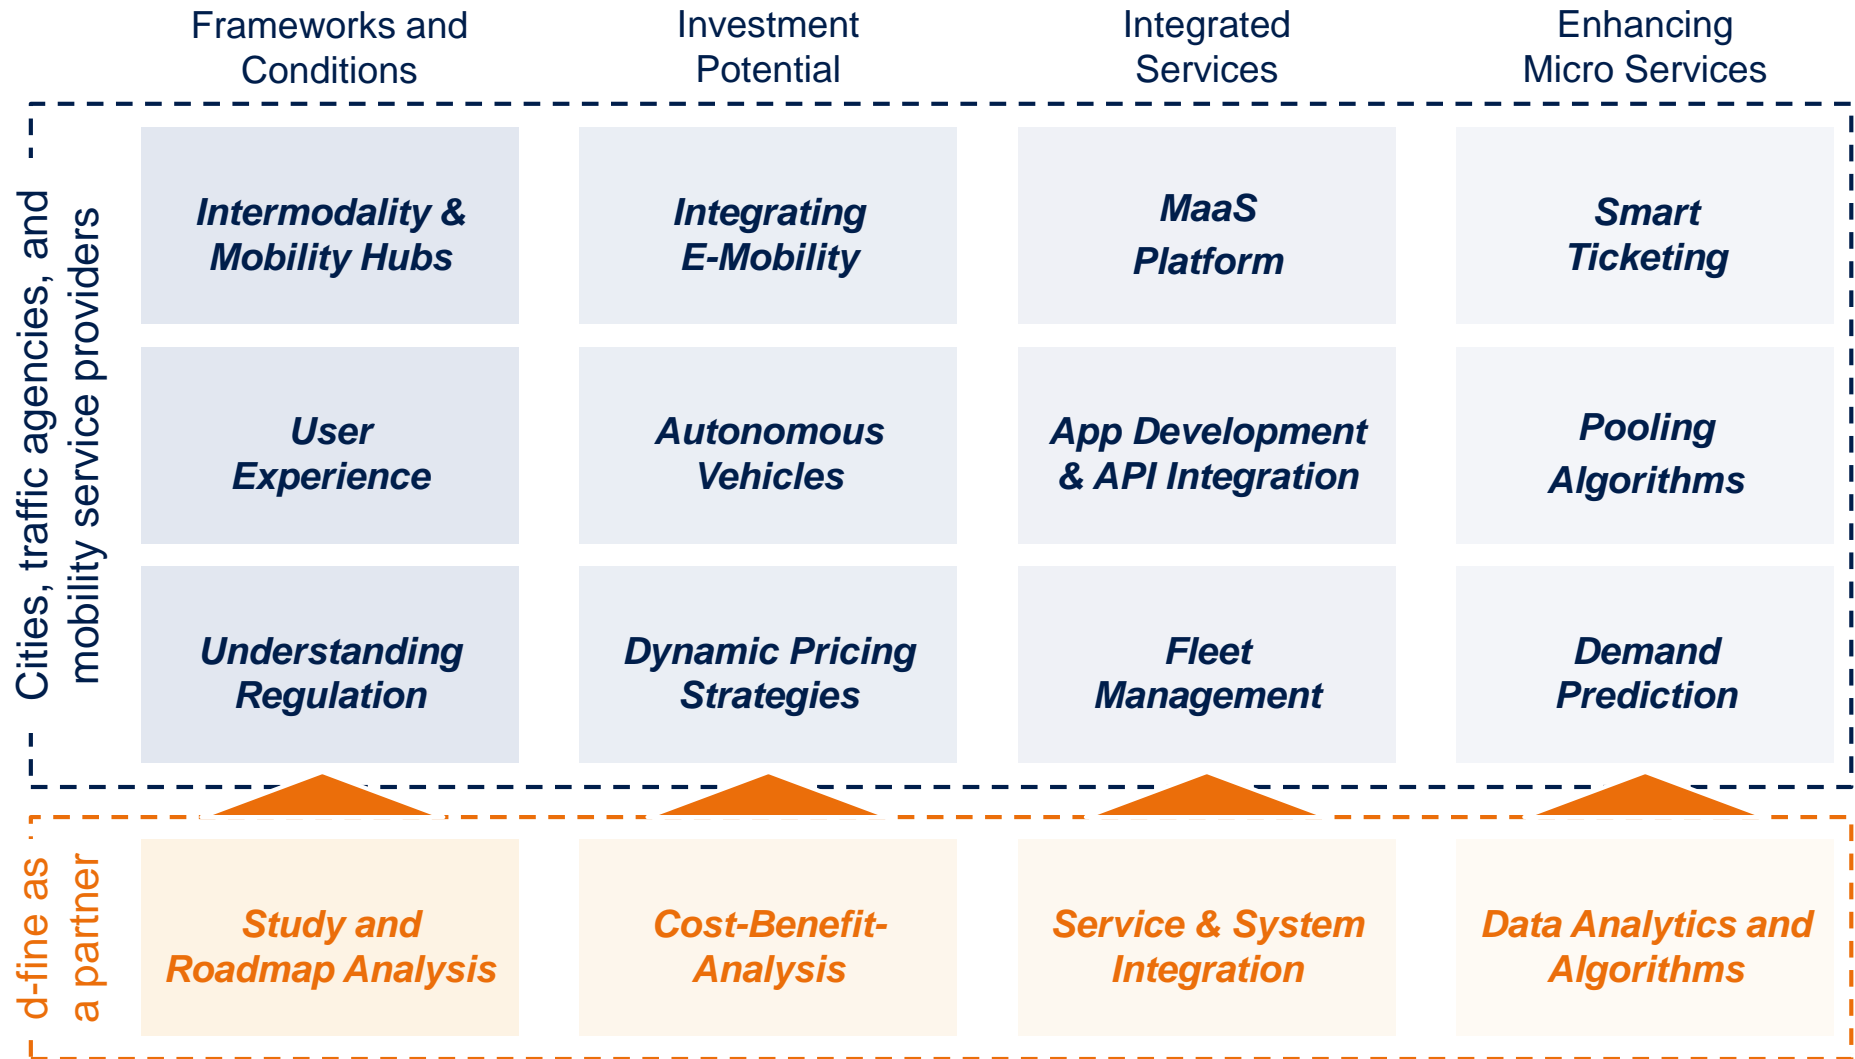 Frameworks and
Conditions
Investment
Potential
Integrated
Services
Enhancing
Micro Services
Cities, traffic agencies, and
mobility service providers
Intermodality &
Mobility Hubs
Integrating
E-Mobility
MaaS
Platform
Smart
Ticketing
User
Experience
Autonomous
Vehicles
App Development
& API Integration
Pooling
Algorithms
Understanding
Regulation
Dynamic Pricing
Strategies
Fleet
Management
Demand
Prediction
d-fine as
a partner
Study and
Roadmap Analysis
Cost-Benefit-
Analysis
Service & System
Integration
Data Analytics and
Algorithms